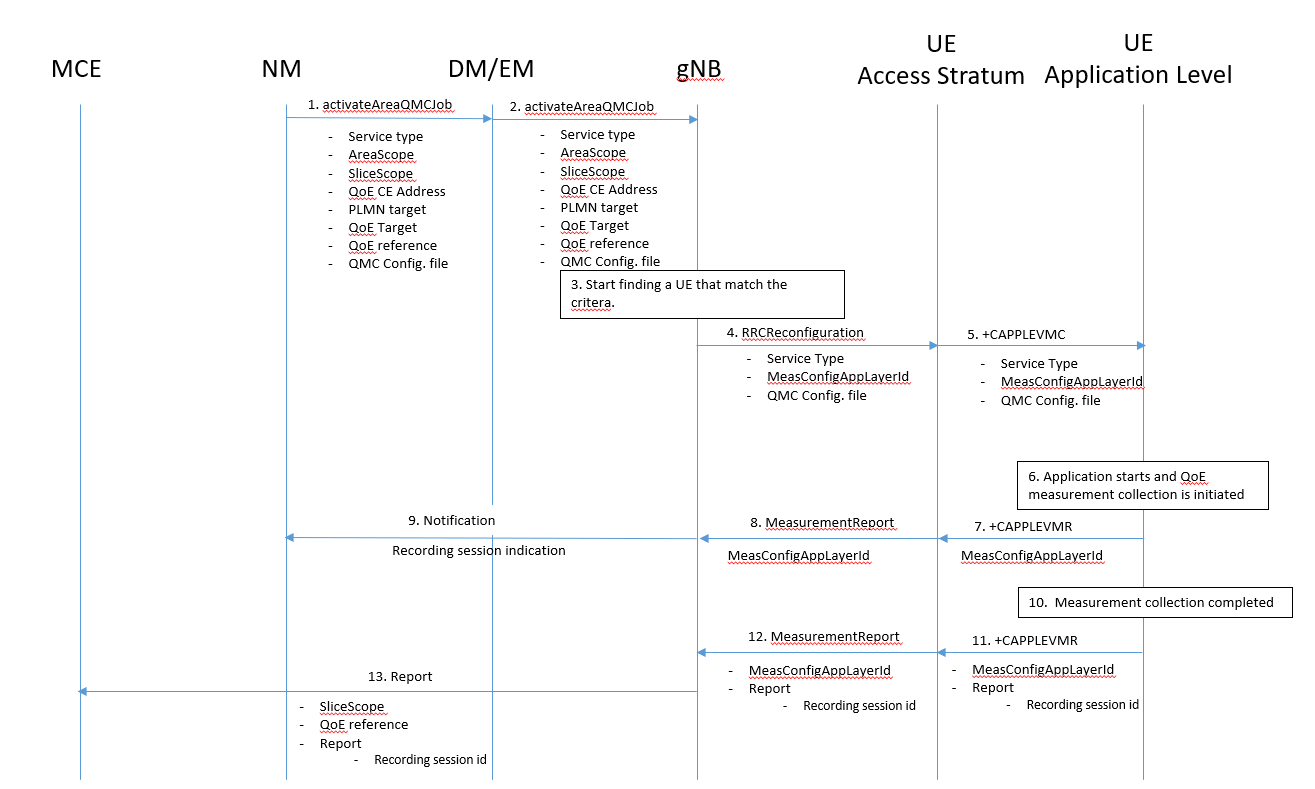 MCE
NM
DM/EM
gNB
UE
Access Stratum
UE
Application Level
1. activateAreaQMCJob
- Service type
- AreaScope
- SliceScope
- QoE CE Address
- PLMN target
- QoE Target
- QoE reference
- QMC Config. file
2. activateAreaQMCJob
- Service type
- AreaScope
- SliceScope
- QoE CE Address
- PLMN target
- QoE Target
- QoE reference
- QMC Config. file
3. Start finding a UE that match the
critera.
4. RRCReconfiguration
- Service Type
- MeasConfigAppLayerId
- QMC Config. file
5. +CAPPLEVMC
- Service Type
- MeasConfigAppLayerId
- QMC Config. file
6. Application starts and QoE
measurement collection is initiated
7. +CAPPLEVMR
MeasConfigAppLayerId
8. MeasurementReport
MeasConfigAppLayerId
9. Notification
Recording session indication
10. Measurement collection completed
11. +CAPPLEVMR
- MeasConfigAppLayerId
- Report
- Recording session id
12. MeasurementReport
- MeasConfigAppLayerId
- Report
- Recording session id
13. Report
- SliceScope
- QoE reference
- Report
- Recording session id